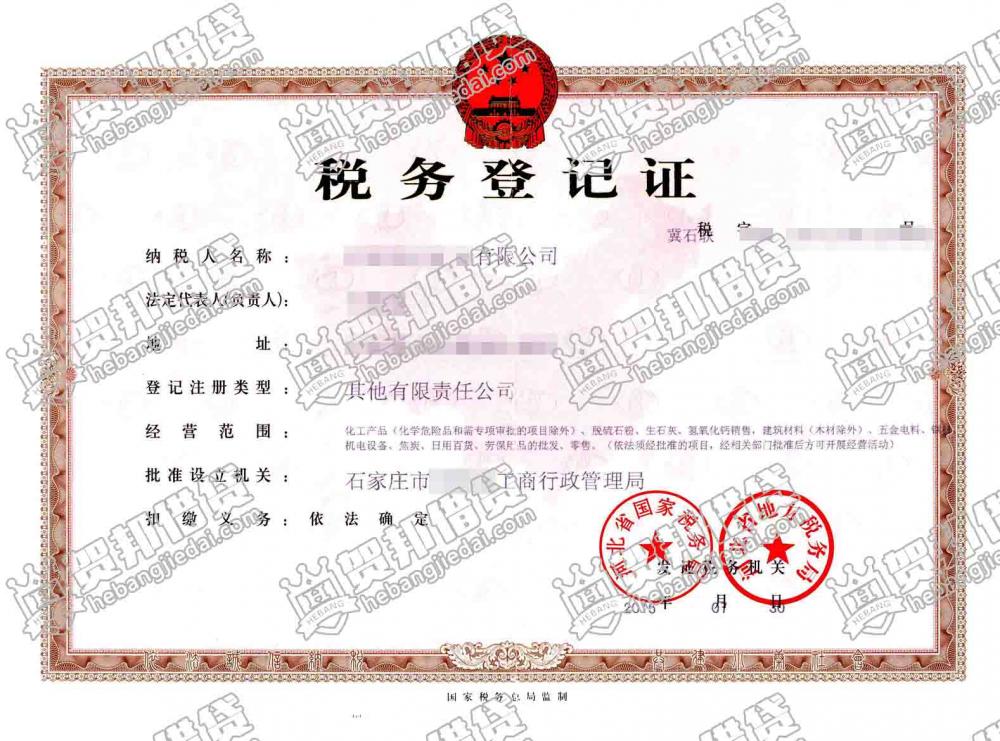 税务登记证
冀石联 税 字 号
纳税人名称： 有限公司
法定代表人(负责人)：
地址：
登记注册类型： 其他有限责任公司
经营范围： 化工产品（化学危险品和需专项审批的项目除外）、脱硫石粉、生石灰、氢氧化钙销售，建筑材料（木材除外）、五金电料、
机电设备、焦炭、日用百货、劳保用品的批发、零售。（依法须经批准的项目，经相关部门批准后方可开展经营活动）
批准设立机关： 石家庄市 工商行政管理局
扣缴义务： 依法确定
河北省国家税务局
河北省地方税务局
发证税务机关
2015年 01月 30日
国家税务总局监制
贺邦借贷
hebangjiedai.com
HEBANG